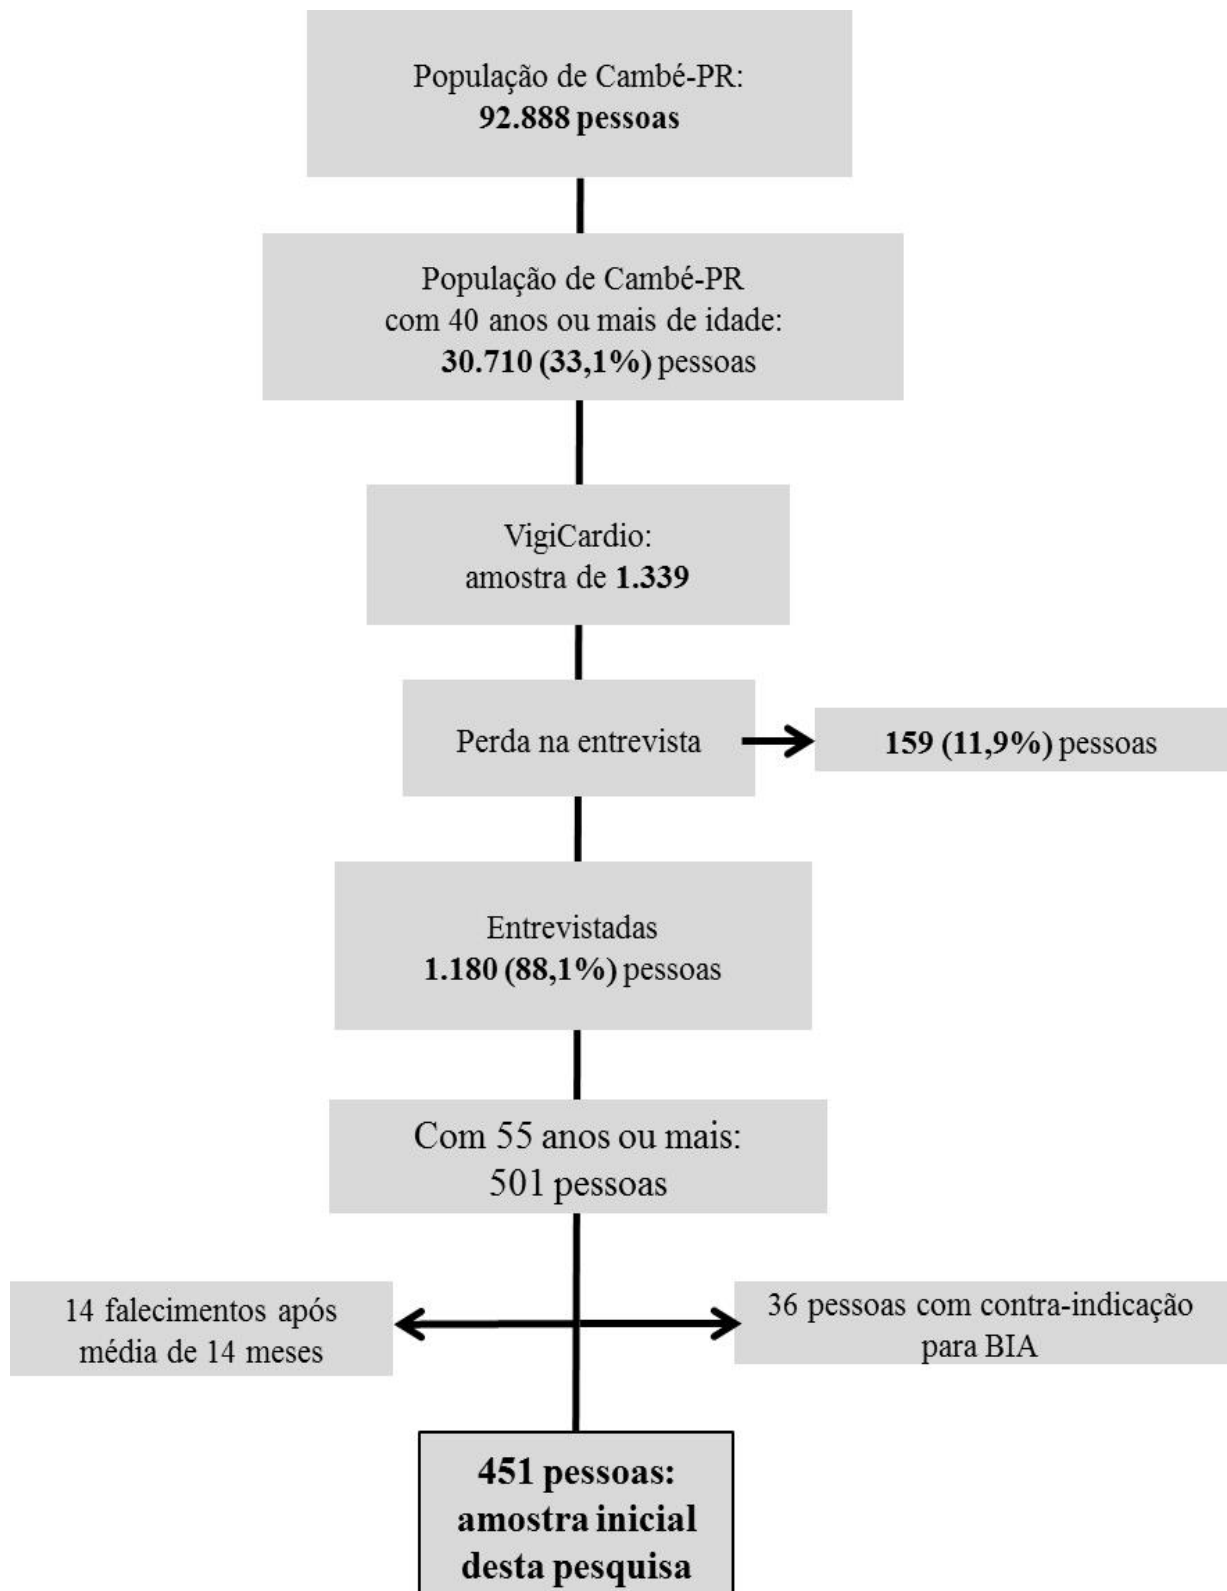 População de Cambé-PR:
92.888 pessoas
População de Cambé-PR
com 40 anos ou mais de idade:
30.710 (33,1%) pessoas
VigiCardio:
amostra de 1.339
Perda na entrevista
159 (11,9%) pessoas
Entrevistadas
1.180 (88,1%) pessoas
Com 55 anos ou mais:
501 pessoas
14 falecimentos após
média de 14 meses
36 pessoas com contra-indicação
para BIA
451 pessoas:
amostra inicial
desta pesquisa